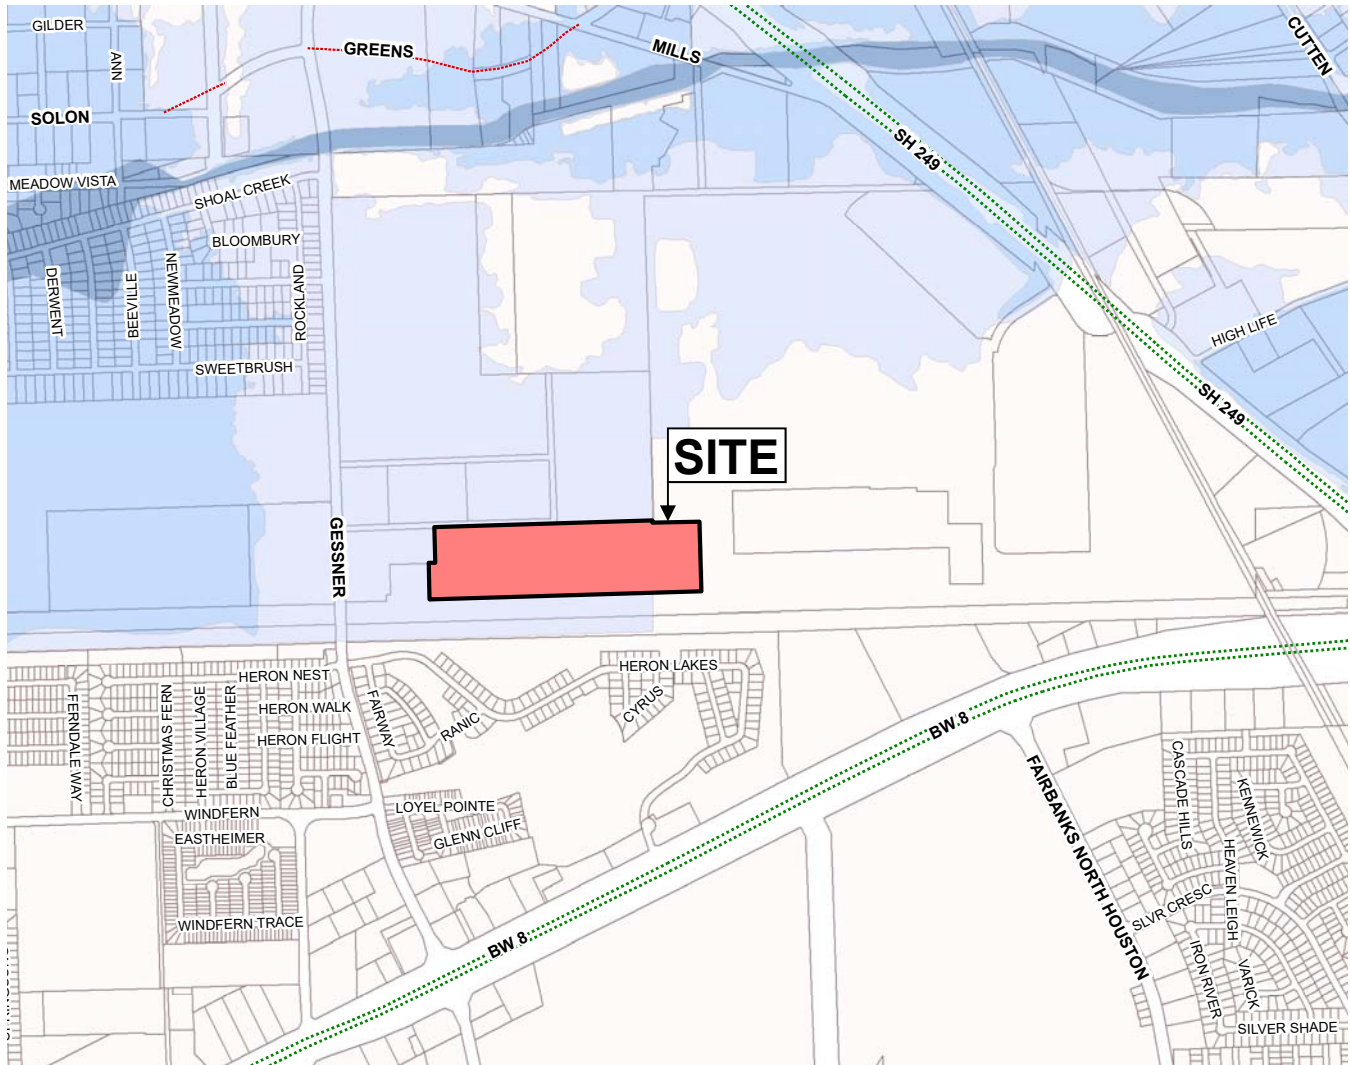 GILDER
ANN
GREENS
MILLS
CUTTEN
SOLON
SH 249
MEADOW VISTA
SHOAL CREEK
BLOOMBURY
DERWENT
BEEVILLE
NEWMEADOW
ROCKLAND
SWEETBRUSH
HIGH LIFE
SH 249
SITE
GESSNER
HERON NEST
HERON LAKES
FERNDALE WAY
CHRISTMAS FERN
HERON VILLAGE
BLUE FEATHER
HERON WALK
FAIRWAY
RANIC
CYRUS
HERON FLIGHT
BW 8
FAIRBANKS NORTH HOUSTON
CASCADE HILLS
KENNEWICK
WINDFERN
LOYEL POINTE
EASTHEIMER
GLENN CLIFF
HEAVEN LEIGH
SLVR CRESC
WINDFERN TRACE
BW 8
IRON RIVER
VARICK
SILVER SHADE